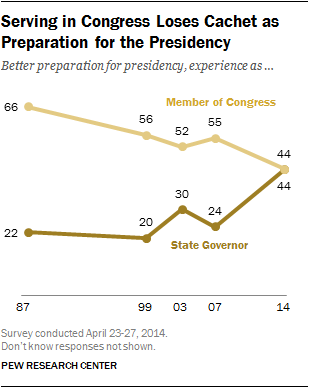 Serving in Congress Loses Cachet as
Preparation for the Presidency
Better preparation for presidency, experience as ...
Member of Congress
66
56
52
55
44
44
30
24
20
22
State Governor
87
99
03
07
14
Survey conducted April 23-27, 2014.
Don't know responses not shown.
PEW RESEARCH CENTER